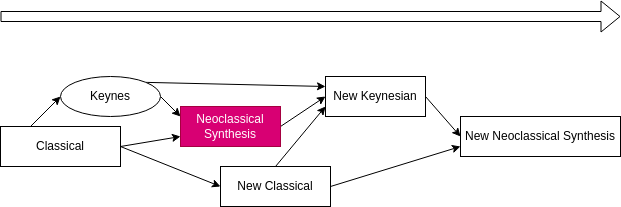 Keynes
New Keynesian
Neoclassical
Synthesis
Classical
New Neoclassical Synthesis
New Classical